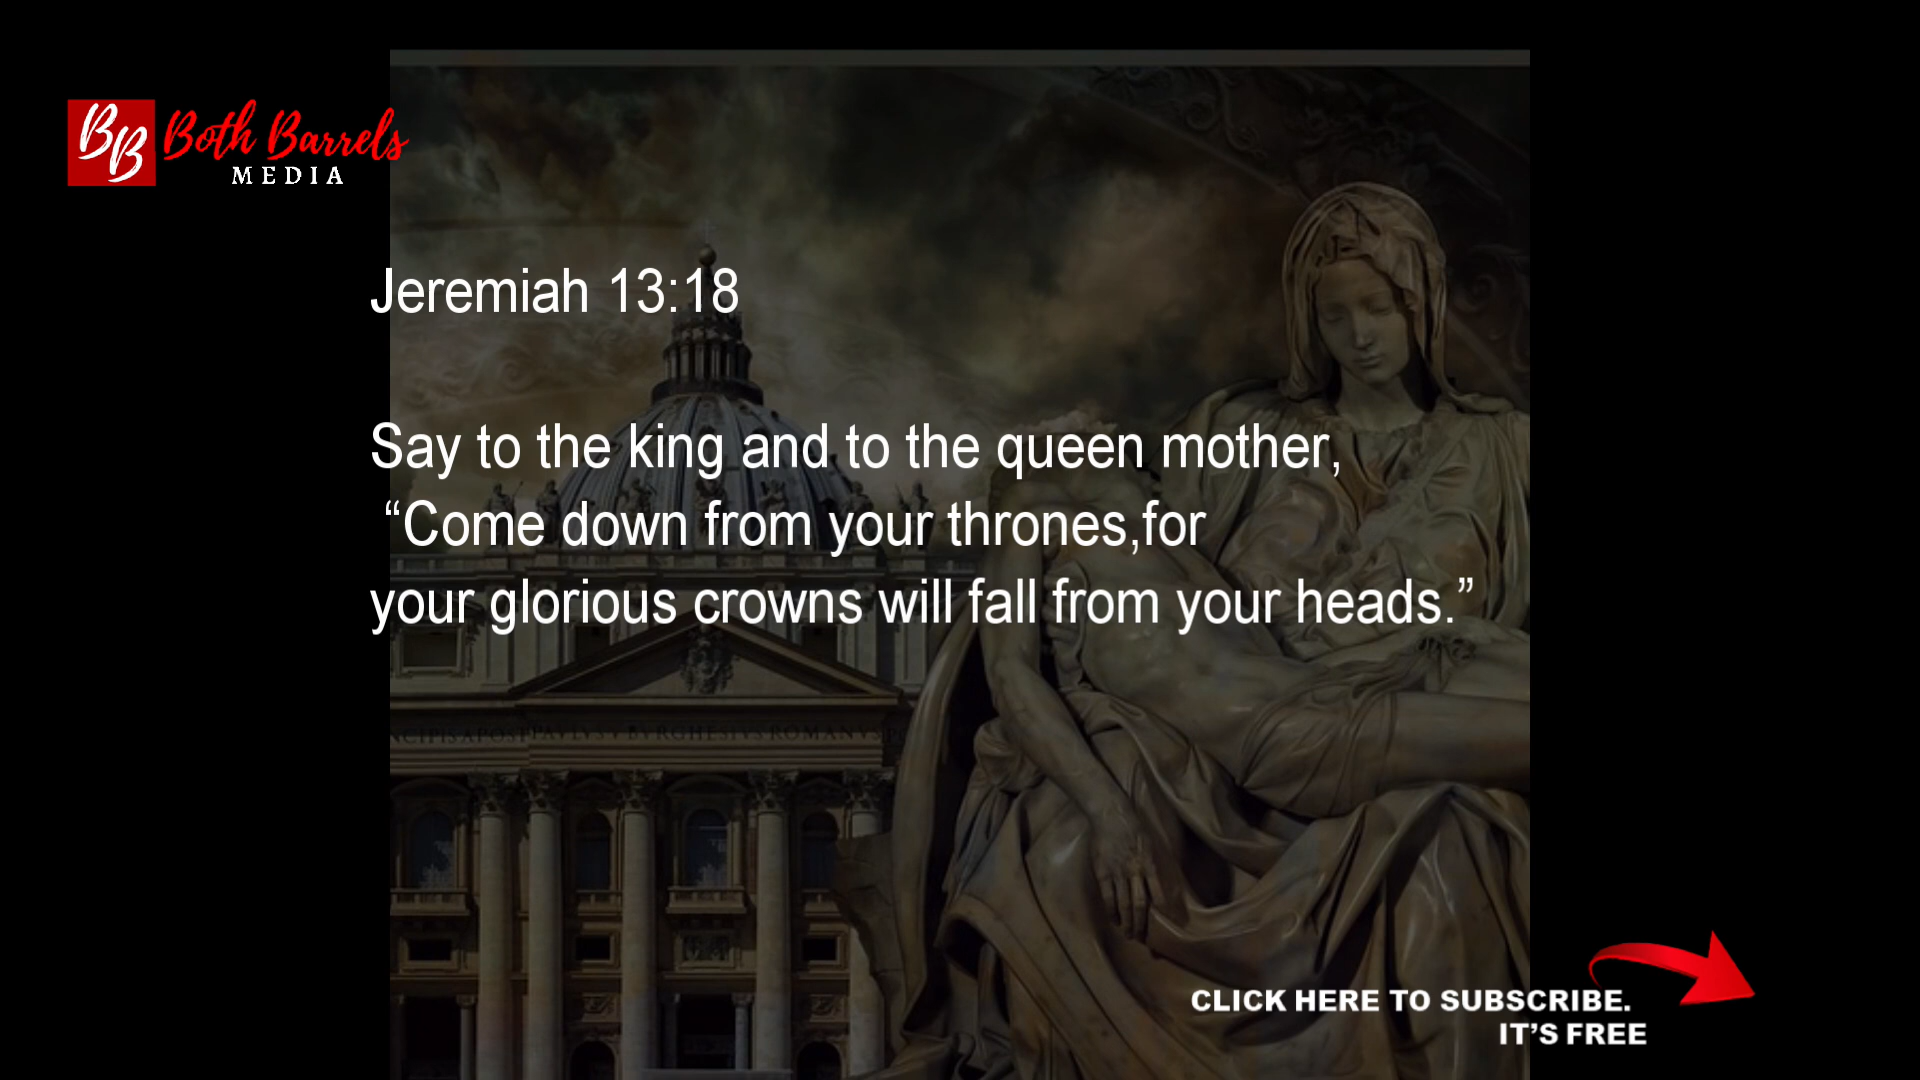 BB Both Barrels
MEDIA
Jeremiah 13:18
Say to the king and to the queen mother,
“Come down from your thrones,for
your glorious crowns will fall from your heads.”
CLICK HERE TO SUBSCRIBE.
IT’S FREE